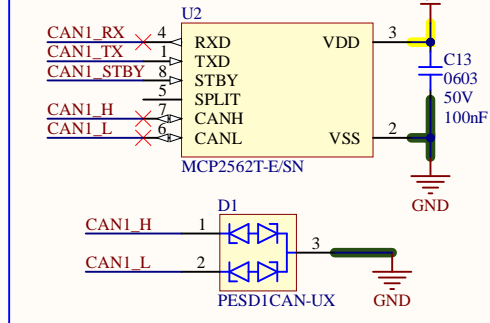 U2
CAN1_RX 4 RXD VDD 3
CAN1_TX 1 TXD
CAN1_STBY 8 STBY
5 SPLIT
CAN1_H 7 CANH
CAN1_L 6 CANL VSS 2
MCP2562T-E/SN
C13
0603
50V
100nF
GND
D1
CAN1_H 1
3
CAN1_L 2
PESD1CAN-UX
GND